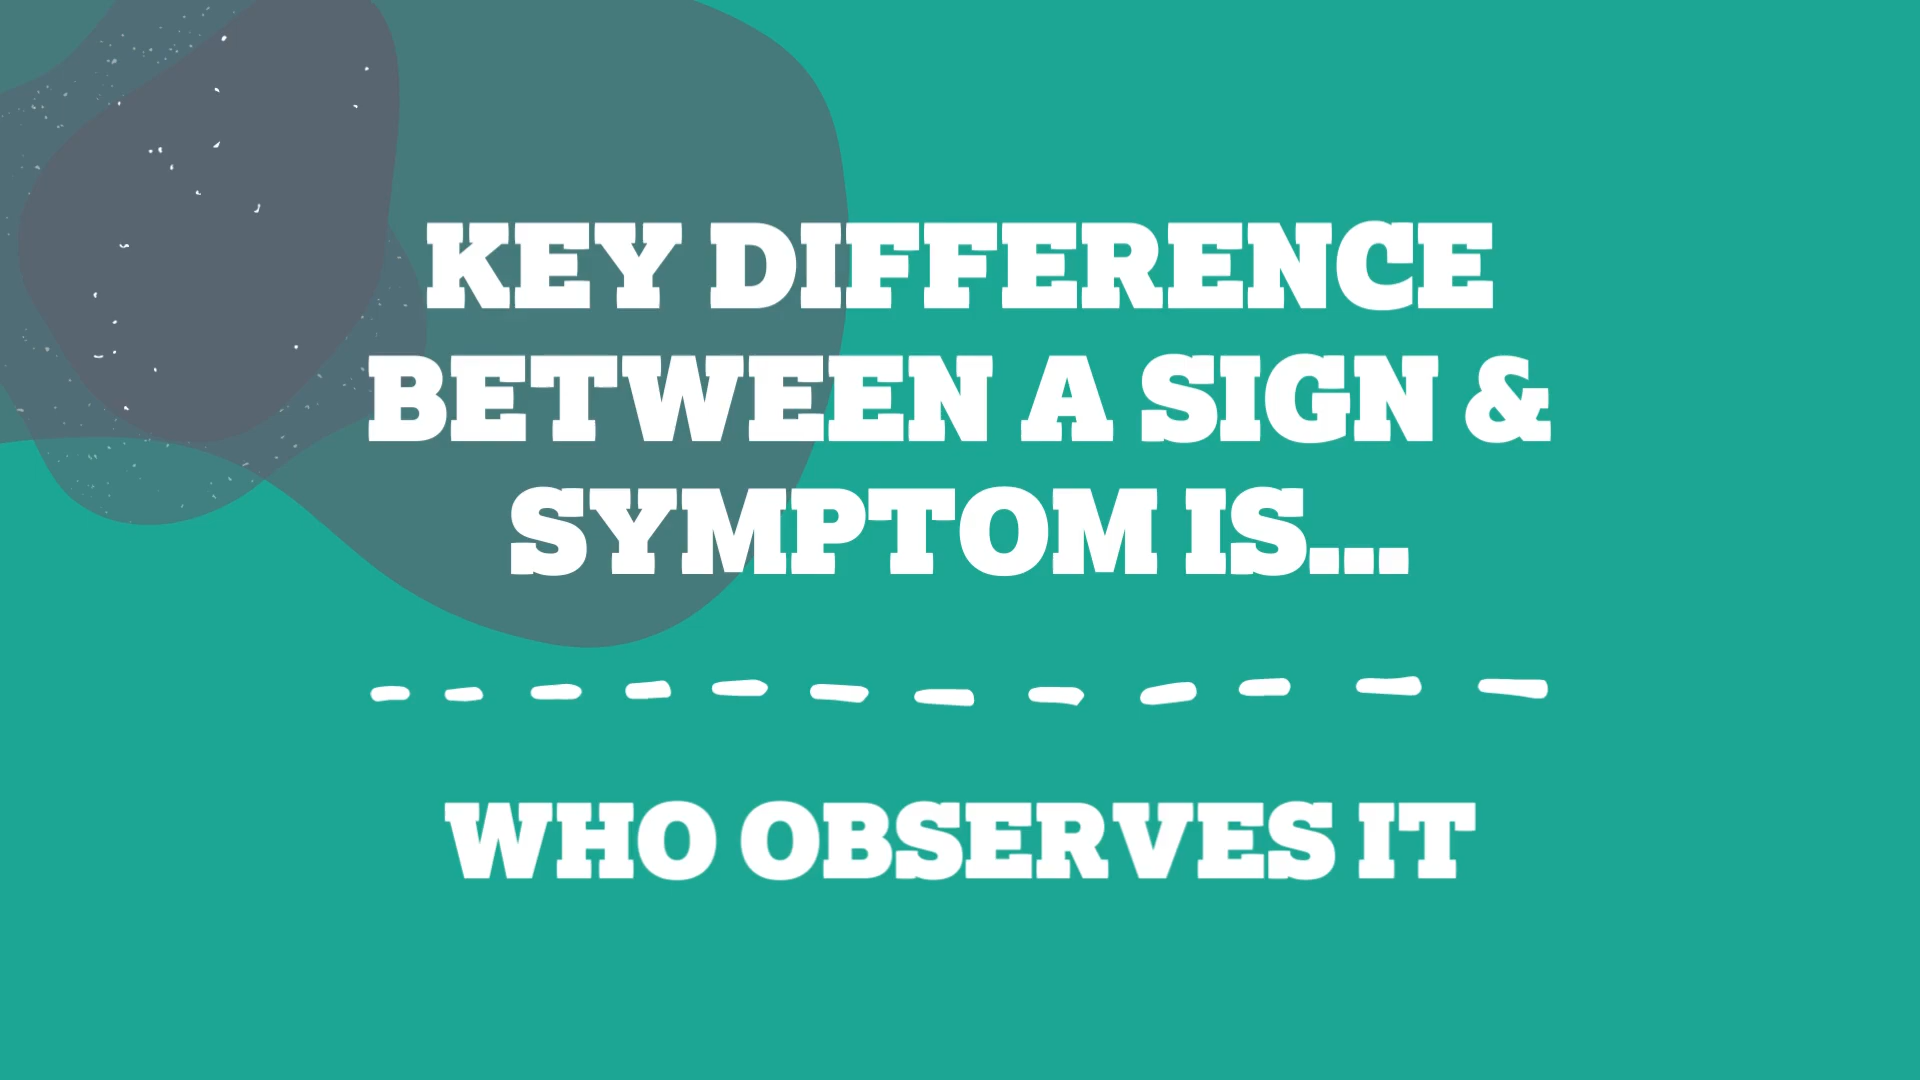 KEY DIFFERENCE
BETWEEN A SIGN &
SYMPTOM IS...
WHO OBSERVES IT